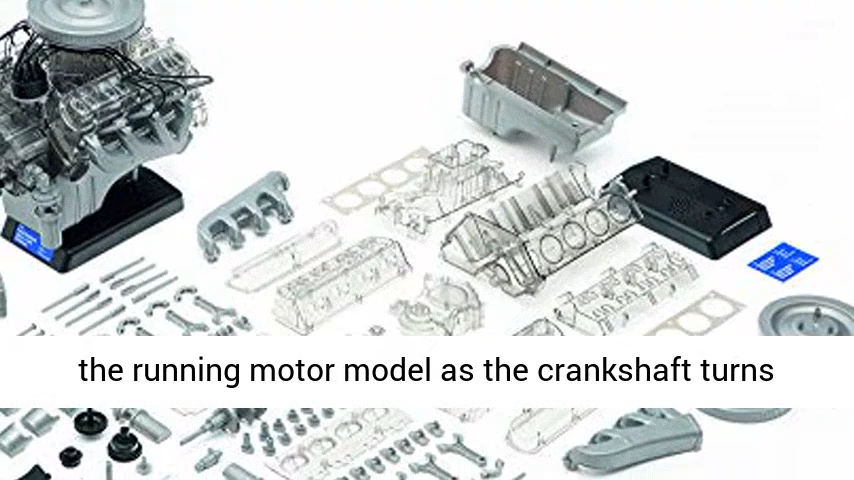 the running motor model as the crankshaft turns